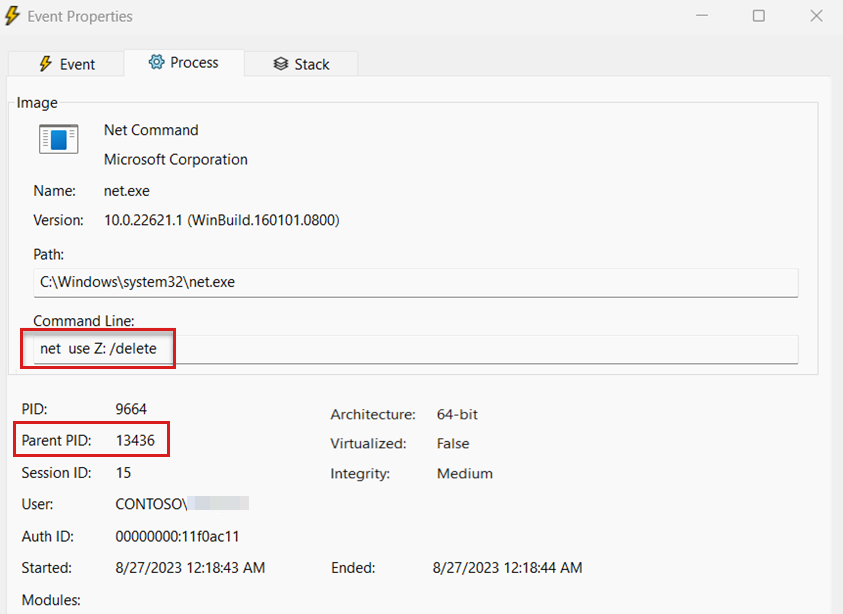 Event Properties
Event Process Stack
Image
Net Command
Microsoft Corporation
Name: net.exe
Version: 10.0.22621.1 (WinBuild.160101.0800)
Path:
C:\Windows\system32\net.exe
Command Line:
net  use Z: /delete
PID: 9664 Architecture: 64-bit
Parent PID: 13436 Virtualized: False
Session ID: 15 Integrity: Medium
User: CONTOSO\
Auth ID: 00000000:11f0ac11
Started: 8/27/2023 12:18:43 AM Ended: 8/27/2023 12:18:44 AM
Modules: